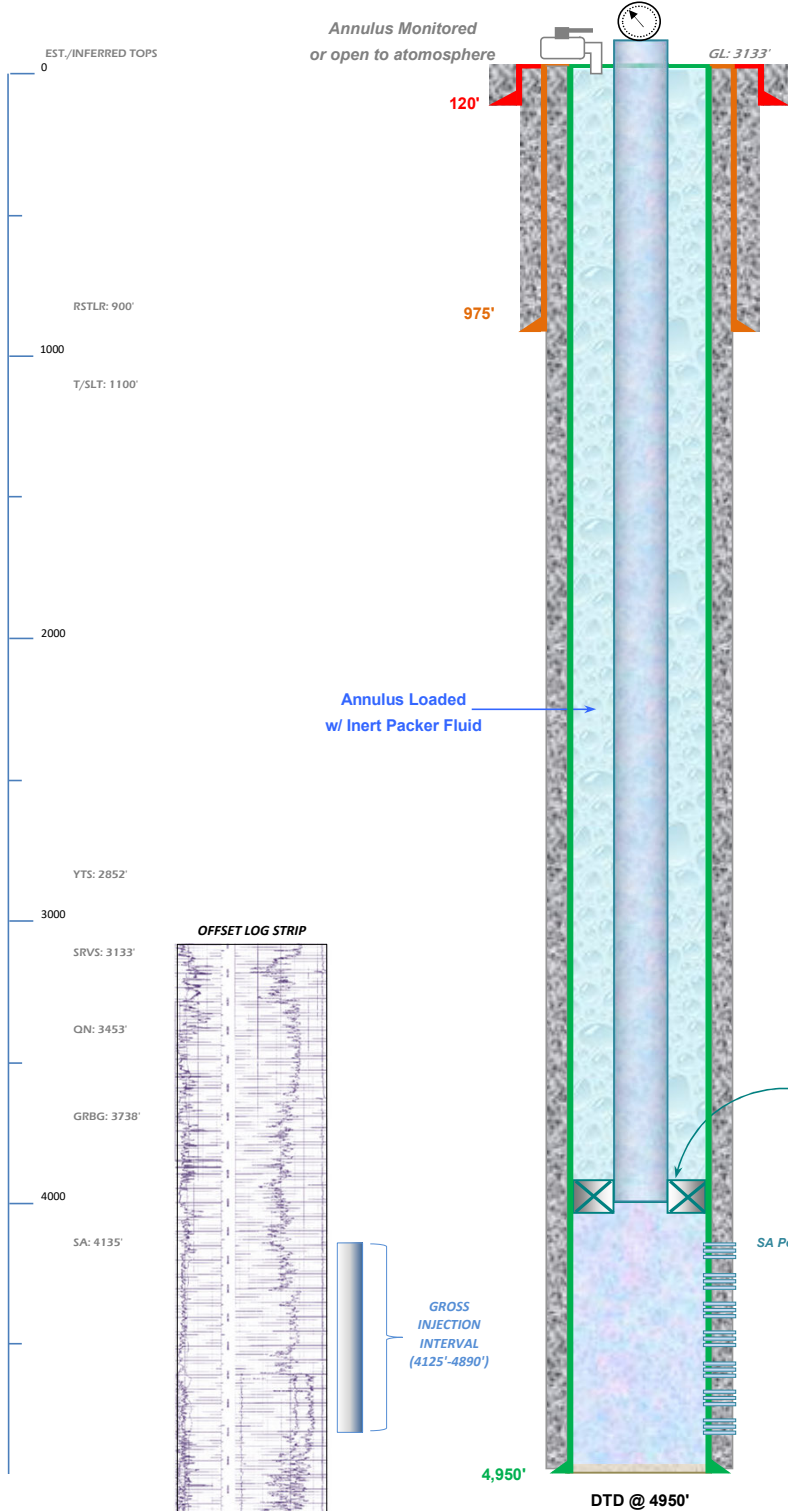 Annulus Monitored
or open to atomosphere
EST./INFERRED TOPS
GL: 3133'
0
120'
RSTLR: 900'
975'
1000
T/SLT: 1100'
2000
Annulus Loaded
w/ Inert Packer Fluid
YTS: 2852'
3000
OFFSET LOG STRIP
SRVS: 3133'
QN: 3453'
GRBG: 3738'
4000
SA: 4135'
SA
GROSS
INJECTION
INTERVAL
(4125'-4890')
4,950'
DTD @ 4950'